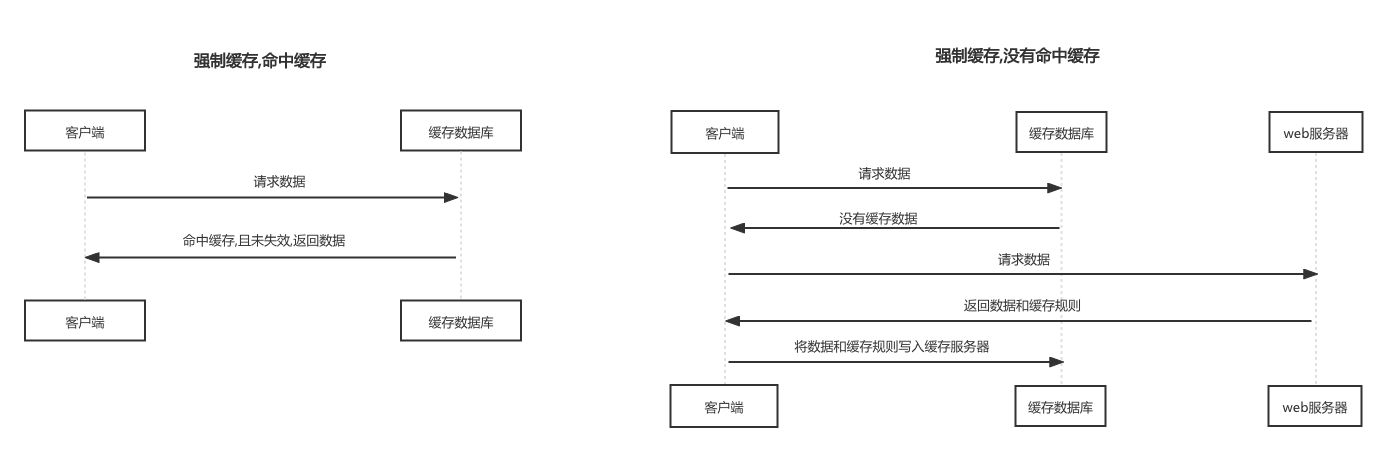 强制缓存,命中缓存
客户端
缓存数据库
请求数据
命中缓存,且未失效,返回数据
客户端
缓存数据库
强制缓存,没有命中缓存
客户端
缓存数据库
web服务器
请求数据
没有缓存数据
请求数据
返回数据和缓存规则
将数据和缓存规则写入缓存服务器
客户端
缓存数据库
web服务器